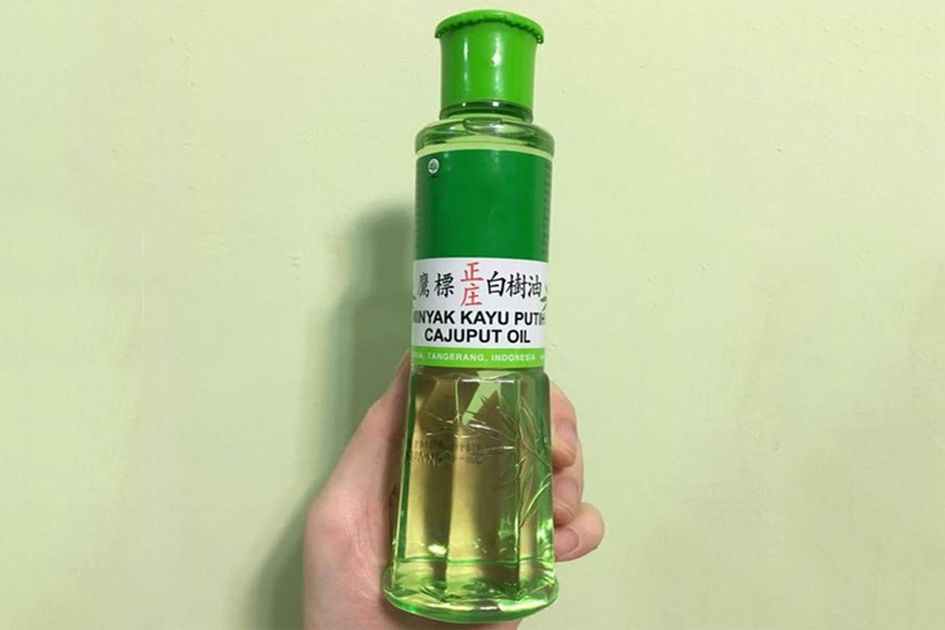 鷹標正庄白樹油
MINYAK KAYU PUTIH
CAJUPUT OIL
TANGERANG, INDONESIA